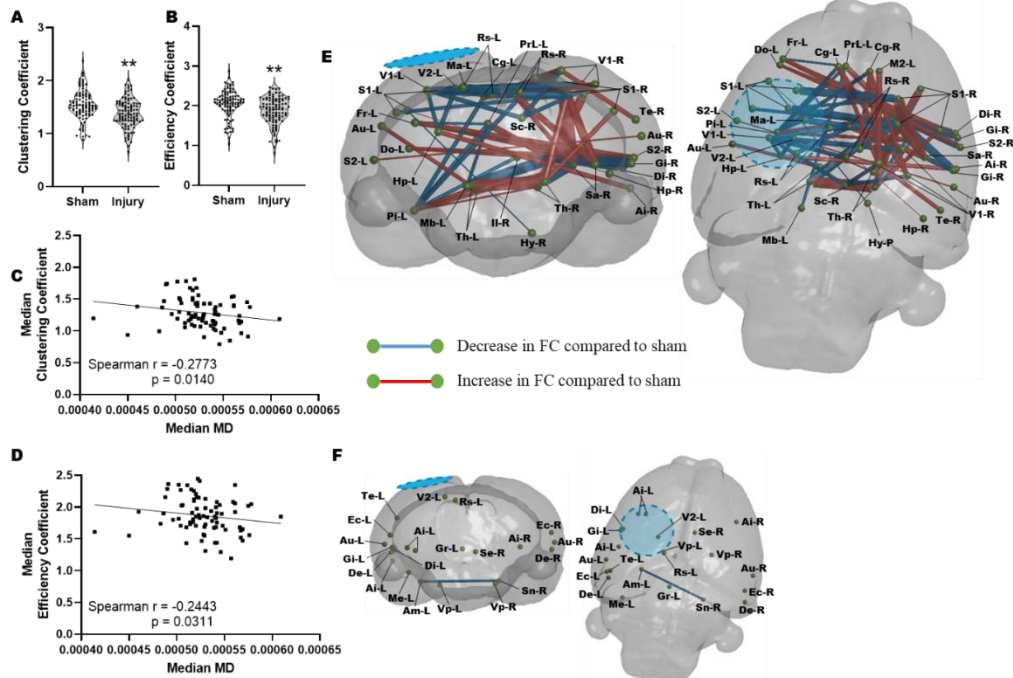 A
3
2
1
0
Clustering Coefficient
**
Sham
Injury
B
4
3
2
1
0
Efficiency Coefficient
**
Sham
Injury
C
2.5
2.0
1.5
1.0
0.5
0.0
Median
Clustering Coefficient
Spearman r = -0.2773
p = 0.0140
0.00040 0.00045 0.00050 0.00055 0.00060 0.00065
Median MD
D
2.5
2.0
1.5
1.0
0.5
0.0
Median
Efficiency Coefficient
Spearman r = -0.2443
p = 0.0311
0.00040 0.00045 0.00050 0.00055 0.00060 0.00065
Median MD
E
Rs-L
PrL-L
Rs-R
Cg-L
Ma-L
V2-L
V1-L
V1-R
S1-L
S1-R
Fr-L
Sc-R
Te-R
Au-L
Au-R
Do-L
S2-R
S2-L
Gi-R
Di-R
Hp-L
Hp-R
Sa-R
Pi-L
Mb-L
Il-R
Th-R
Ai-R
Th-L
Hy-R
Fr-L
PrL-L
Do-L
Cg-L
Cg-R
M2-L
Rs-R
S1-L
S1-R
S2-L
Ma-L
Di-R
Pi-L
Gi-R
V1-L
S2-R
Au-L
Sa-R
V2-L
Ai-R
Hp-L
Gi-R
Rs-L
Th-L
Sc-R
Au-R
Th-R
V1-R
Te-R
Mb-L
Hp-R
Hy-P
Decrease in FC compared to sham
Increase in FC compared to sham
F
Te-L
V2-L
Rs-L
Ec-L
Ai-L
Ec-R
Au-L
Ai-R
Au-R
Gr-L
Se-R
Gi-L
De-R
De-L
Di-L
Ai-L
Me-L
Sn-R
Am-L
Vp-L
Vp-R
Ai-L
Di-L
V2-L
Ai-R
Gi-L
Se-R
Ai-L
Vp-L
Vp-R
Au-L
Te-L
Rs-L
Au-R
Ec-L
Am-L
De-L
Gr-L
Ec-R
Me-L
Sn-R
De-R